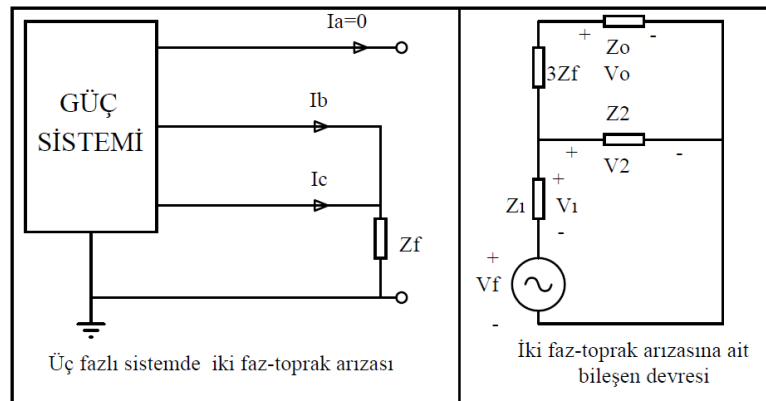 Ia=0
GÜÇ
SİSTEMİ
Ib
Ic
Zf
Üç fazlı sistemde iki faz-toprak arızası
+ Zo -
Vo
3Zf
Z2
+ V2 -
+
Z1 V1
-
+
Vf
-
İki faz-toprak arızasına ait
bileşen devresi